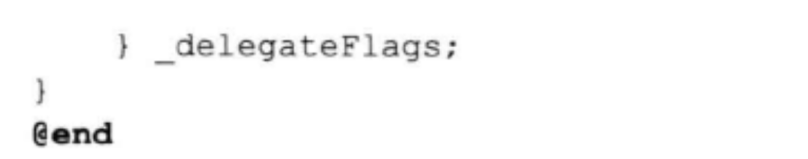 } _delegateFlags;
}
@end